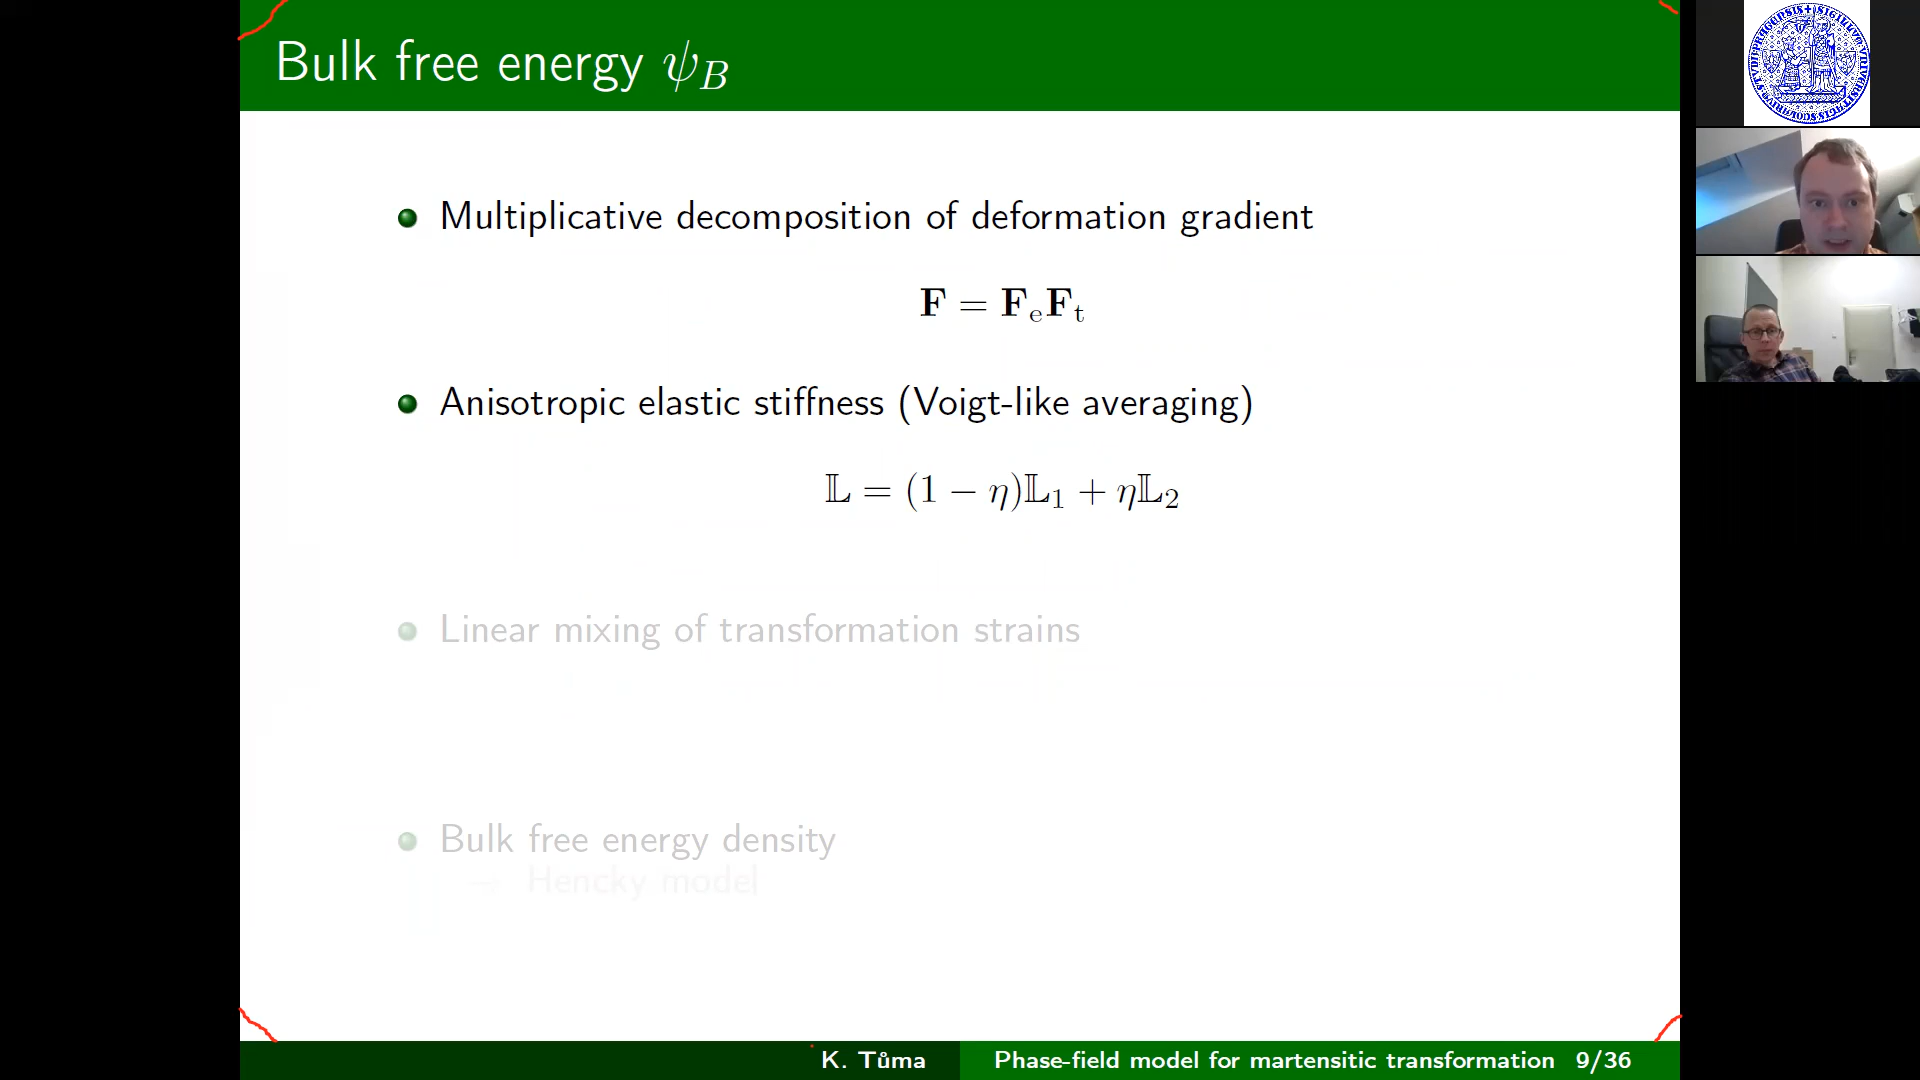 Bulk free energy ψ_B
Multiplicative decomposition of deformation gradient
F = F_e F_t
Anisotropic elastic stiffness (Voigt-like averaging)
𝕃 = (1 − η)𝕃_1 + η𝕃_2
Linear mixing of transformation strains
Bulk free energy density
→ Hencky model
K. Tůma
Phase-field model for martensitic transformation 9/36